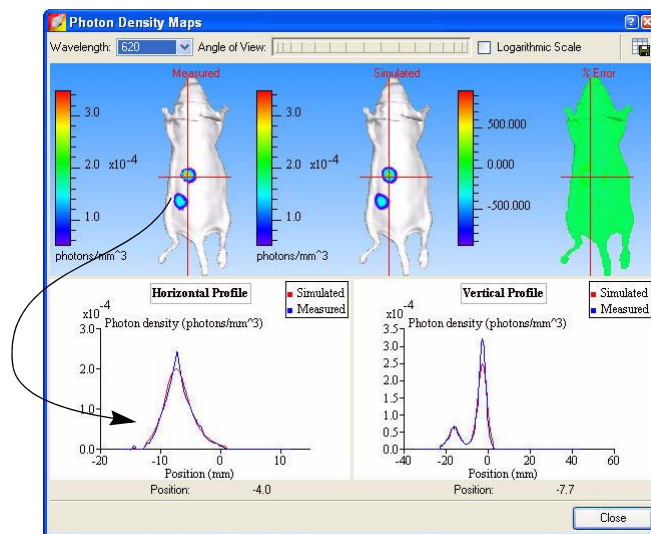 Photon Density Maps
Wavelength: 620 Angle of View: Logarithmic Scale
Measured Simulated % Error
3.0 3.0 500.000
2.0 x10^-4 2.0 x10^-4 0.000
1.0 1.0 -500.000
photons/mm^3 photons/mm^3
Horizontal Profile
Simulated
Measured
x10^-4
Photon density (photons/mm^3)
3.0
2.0
1.0
0.0
-20 -10 0 10
Position (mm)
Position: -4.0
Vertical Profile
Simulated
Measured
x10^-4
Photon density (photons/mm^3)
3.5
3.0
2.5
2.0
1.5
1.0
0.5
0.0
-40 -20 0 20 40 60
Position (mm)
Position: -7.7
Close